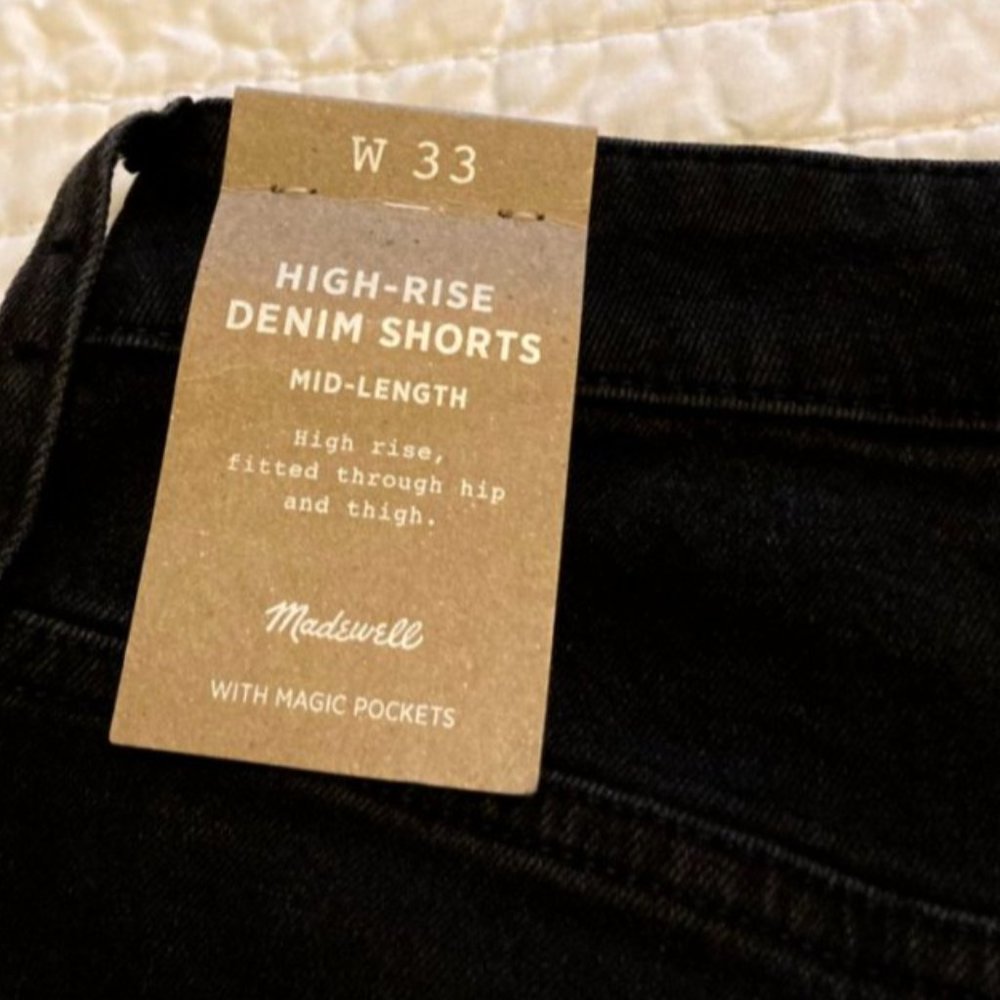 W 33
HIGH-RISE
DENIM SHORTS
MID-LENGTH
High rise,
fitted through hip
and thigh.
Madewell
WITH MAGIC POCKETS